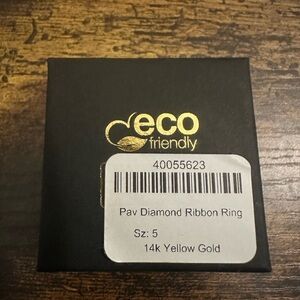 eco
friendly
40055623
Pav Diamond Ribbon Ring
Sz: 5
14k Yellow Gold